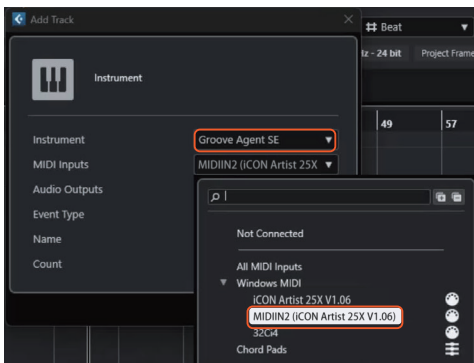 Add Track
Beat
tz - 24 bit Project Frame
Instrument
49 57
Instrument Groove Agent SE
MIDI Inputs MIDIIN2 (iCON Artist 25X
Audio Outputs
Event Type
Name
Count
Not Connected
All MIDI Inputs
Windows MIDI
iCON Artist 25X V1.06
MIDIIN2 (iCON Artist 25X V1.06)
32Ci4
Chord Pads